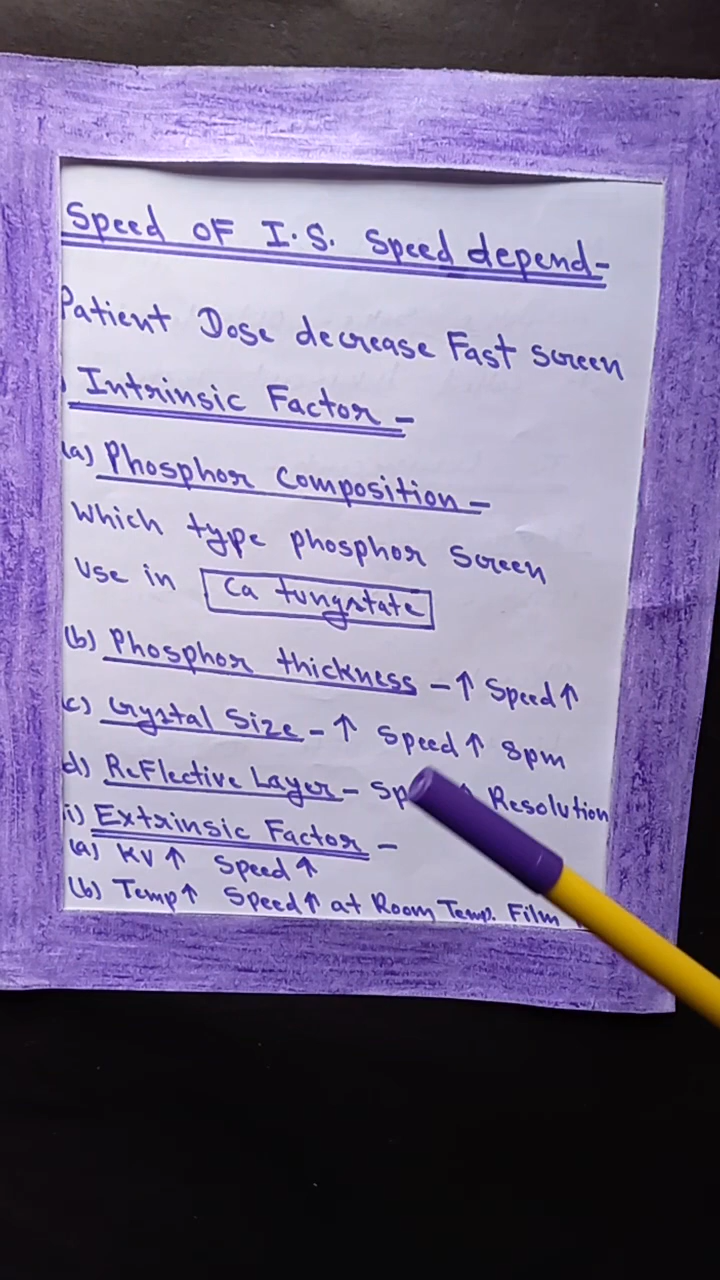 Speed OF I.S. Speed depend-
Patient Dose decrease Fast Screen
Intrinsic Factor -
(a) Phosphor Composition -
Which type phosphor Screen
Use in Ca tungstate
(b) Phosphor thickness - ↑ Speed ↑
c) Crystal Size - ↑ Speed ↑ 8pm
d) Reflective Layer - ↑ Resolution
i) Extrinsic Factor -
(a) KV ↑ Speed ↑
(b) Temp ↑ Speed ↑ at Room Temp. Film